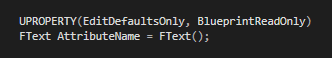 UPROPERTY(EditDefaultsOnly, BlueprintReadOnly)
FText AttributeName = FText();